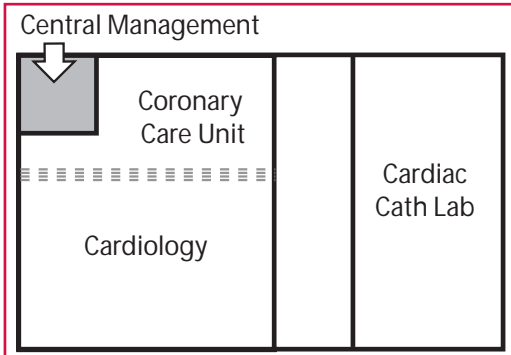 Central Management
Coronary
Care Unit
Cardiac
Cath Lab
Cardiology